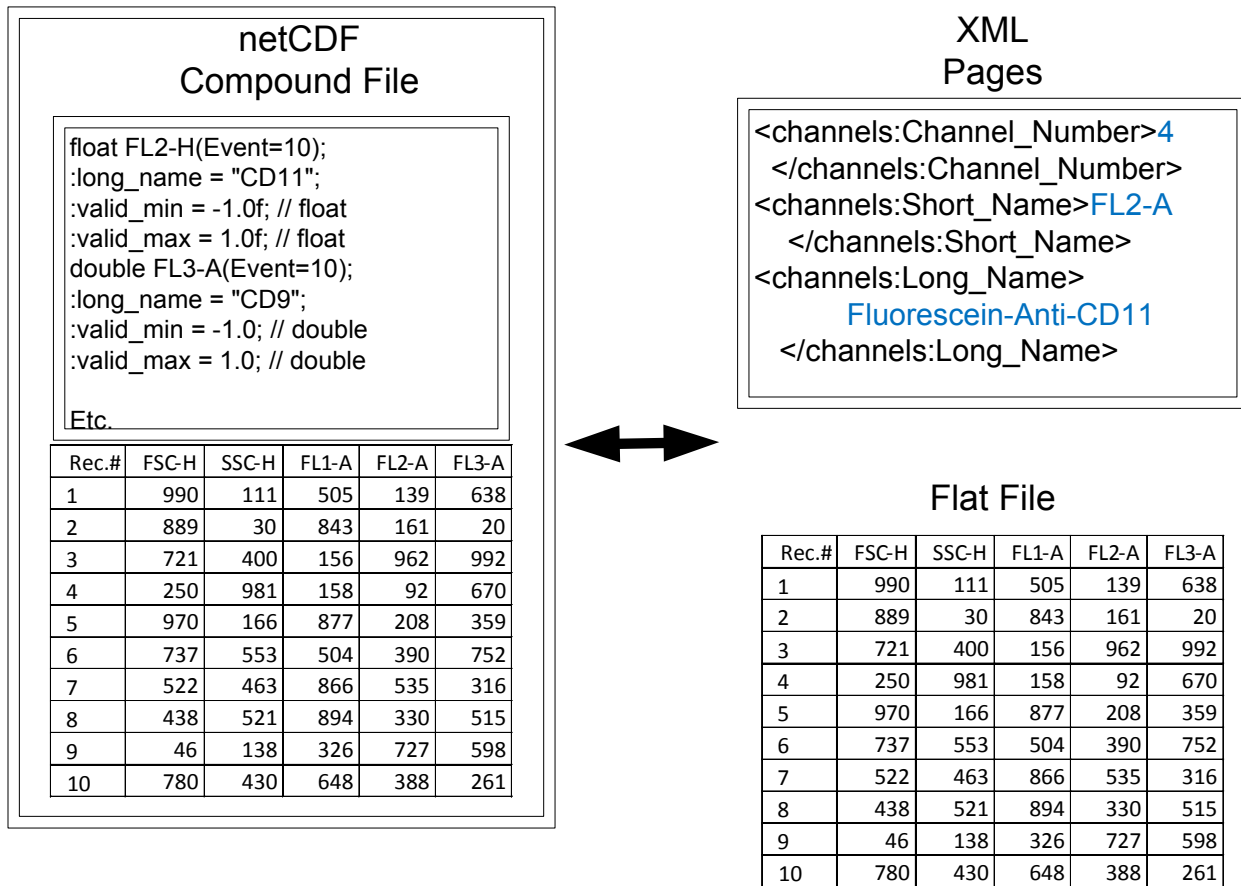 netCDF
Compound File
float FL2-H(Event=10);
:long_name = "CD11";
:valid_min = -1.0f; // float
:valid_max = 1.0f; // float
double FL3-A(Event=10);
:long_name = "CD9";
:valid_min = -1.0; // double
:valid_max = 1.0; // double
Etc.
Rec.# FSC-H SSC-H FL1-A FL2-A FL3-A
1 990 111 505 139 638
2 889 30 843 161 20
3 721 400 156 962 992
4 250 981 158 92 670
5 970 166 877 208 359
6 737 553 504 390 752
7 522 463 866 535 316
8 438 521 894 330 515
9 46 138 326 727 598
10 780 430 648 388 261
XML
Pages
<channels:Channel_Number>4
</channels:Channel_Number>
<channels:Short_Name>FL2-A
</channels:Short_Name>
<channels:Long_Name>
Fluorescein-Anti-CD11
</channels:Long_Name>
Flat File
Rec.# FSC-H SSC-H FL1-A FL2-A FL3-A
1 990 111 505 139 638
2 889 30 843 161 20
3 721 400 156 962 992
4 250 981 158 92 670
5 970 166 877 208 359
6 737 553 504 390 752
7 522 463 866 535 316
8 438 521 894 330 515
9 46 138 326 727 598
10 780 430 648 388 261